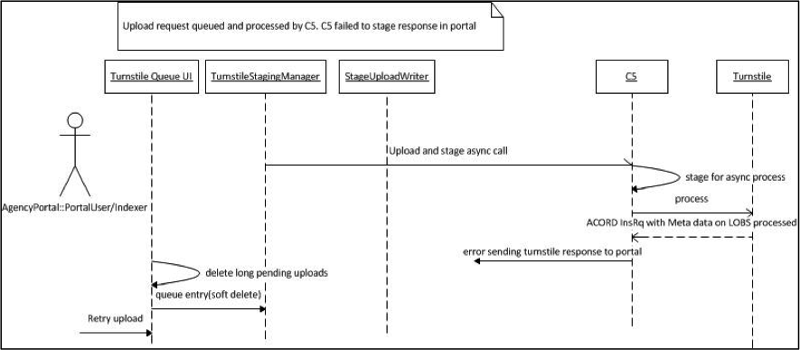 Upload request queued and processed by C5. C5 failed to stage response in portal
Turnstile Queue UI
TurnstileStagingManager
StageUploadWriter
C5
Turnstile
Upload and stage async call
stage for async process
process
AgencyPortal::PortalUser/Indexer
ACORD InsRq with Meta data on LOBS processed
error sending turnstile response to portal
delete long pending uploads
queue entry(soft delete)
Retry upload